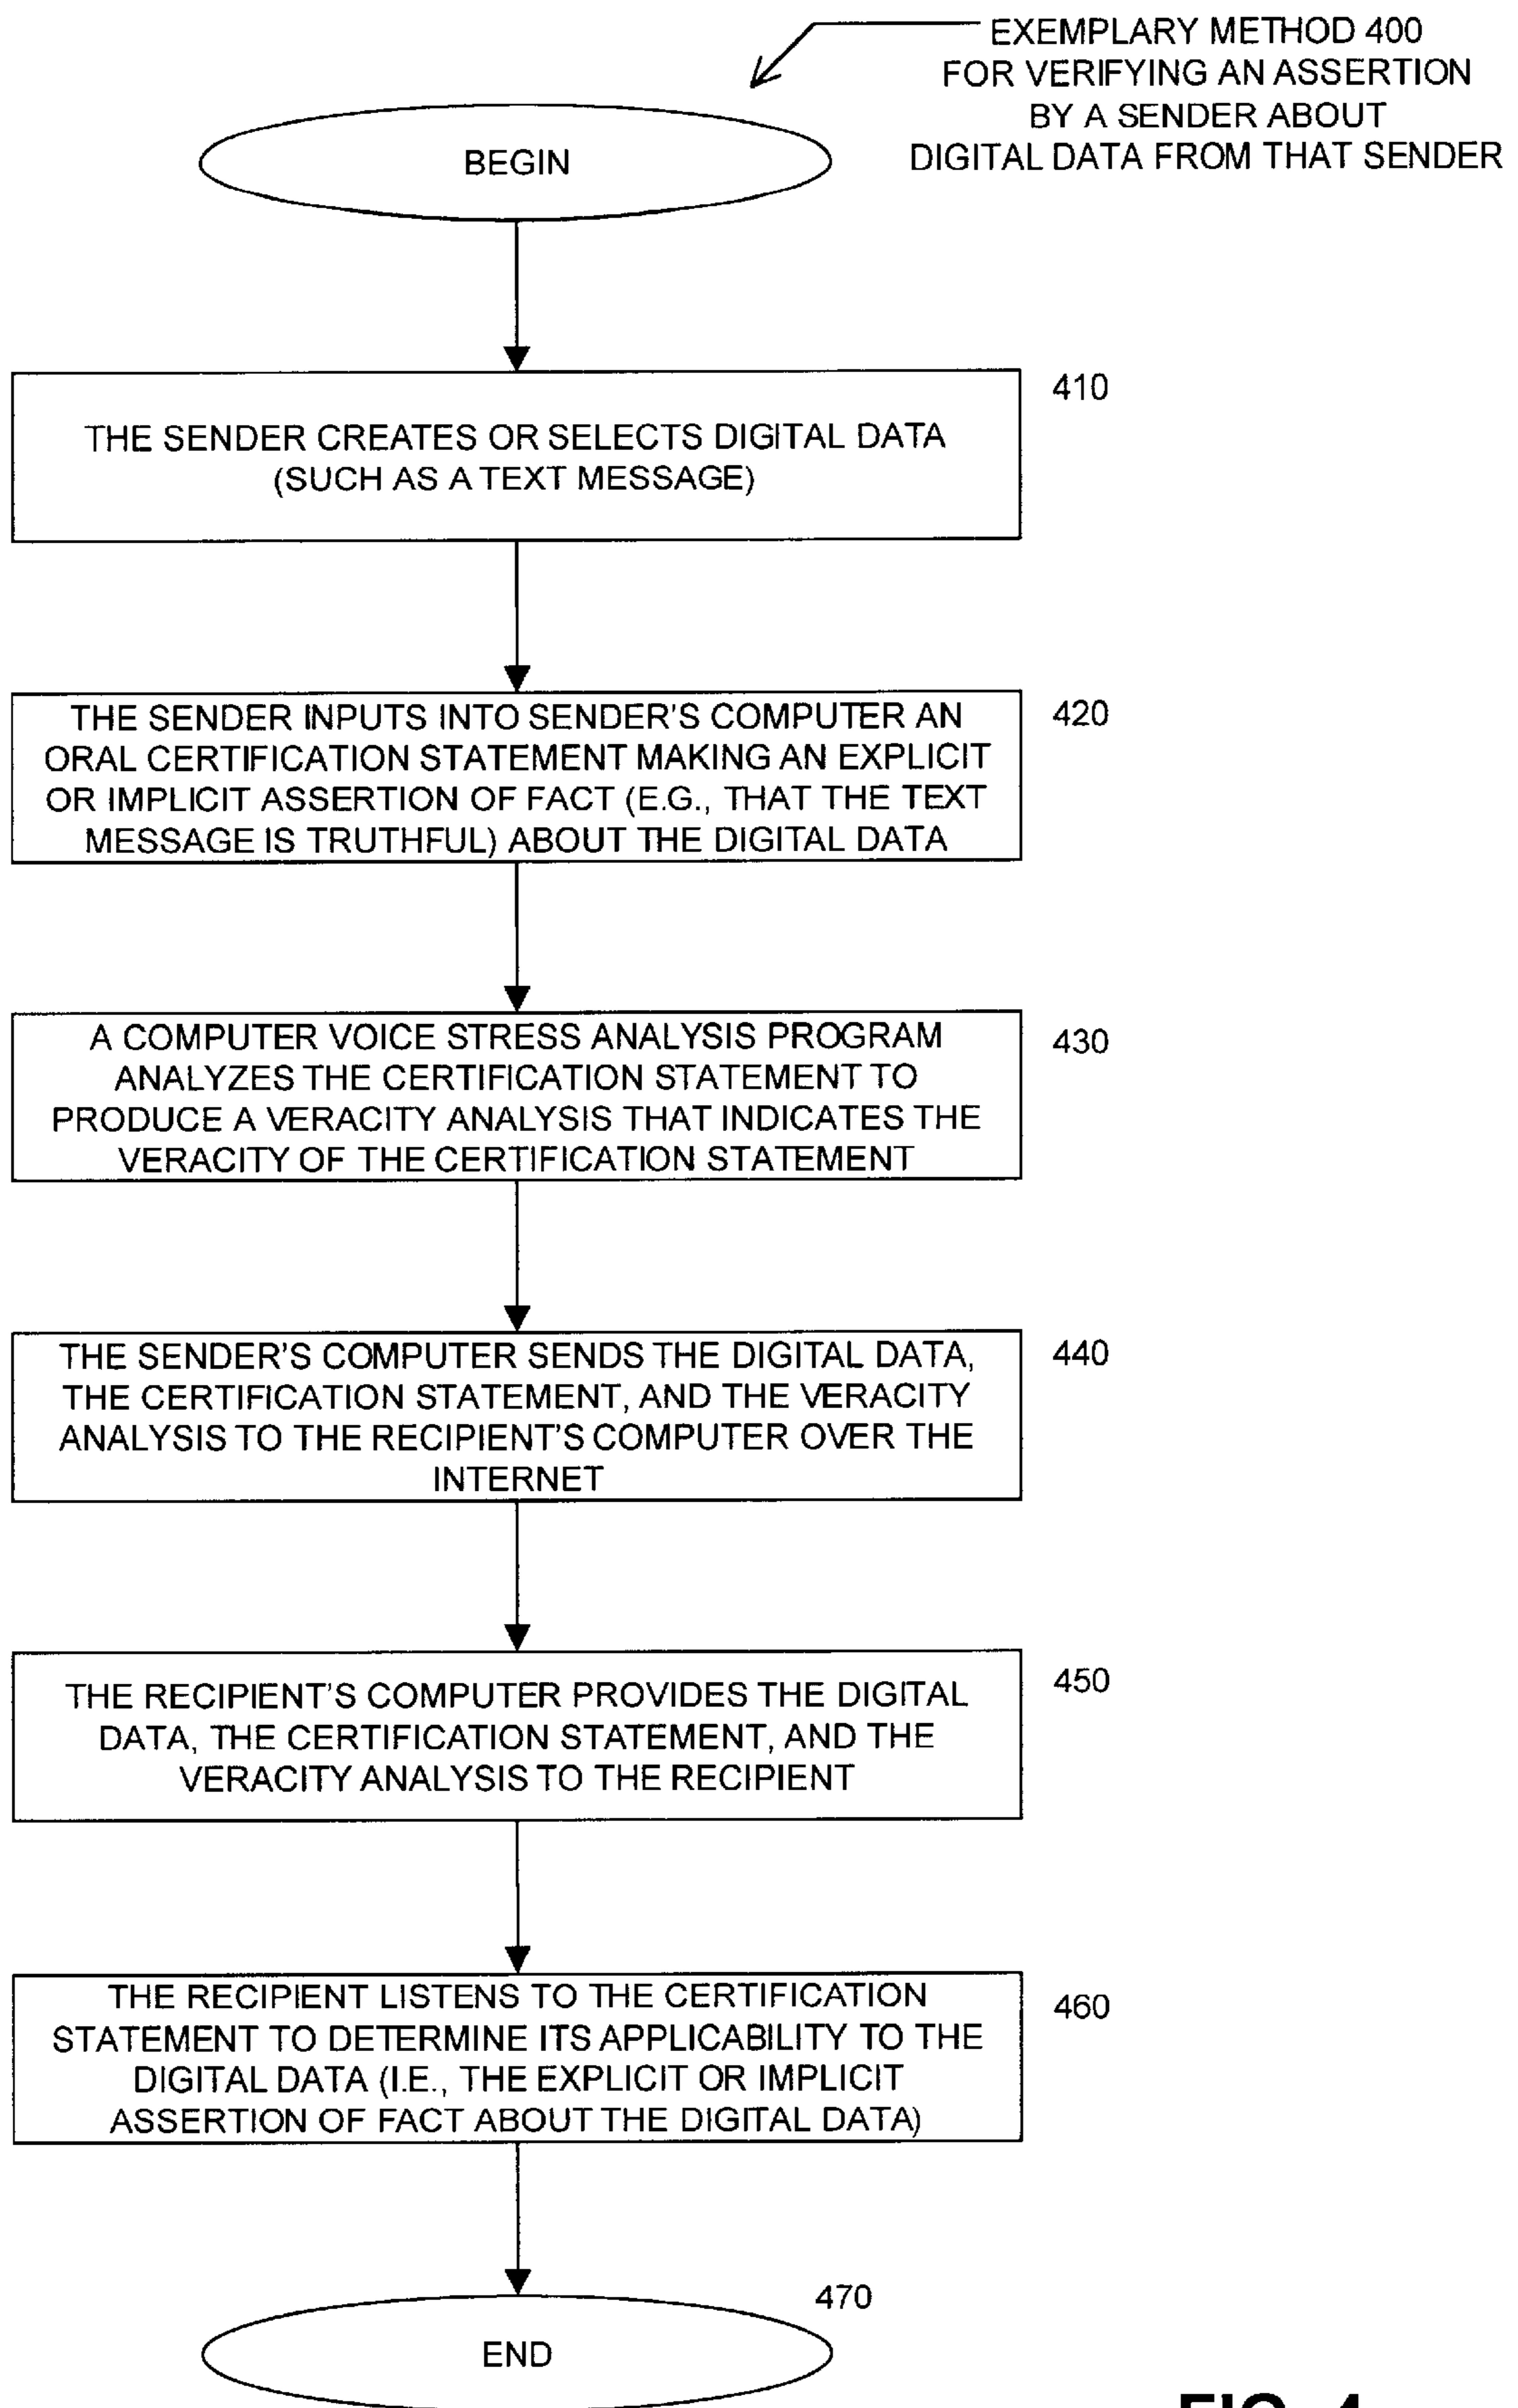 EXEMPLARY METHOD 400
FOR VERIFYING AN ASSERTION
BY A SENDER ABOUT
DIGITAL DATA FROM THAT SENDER
BEGIN
410
THE SENDER CREATES OR SELECTS DIGITAL DATA
(SUCH AS A TEXT MESSAGE)
420
THE SENDER INPUTS INTO SENDER'S COMPUTER AN
ORAL CERTIFICATION STATEMENT MAKING AN EXPLICIT
OR IMPLICIT ASSERTION OF FACT (E.G., THAT THE TEXT
MESSAGE IS TRUTHFUL) ABOUT THE DIGITAL DATA
430
A COMPUTER VOICE STRESS ANALYSIS PROGRAM
ANALYZES THE CERTIFICATION STATEMENT TO
PRODUCE A VERACITY ANALYSIS THAT INDICATES THE
VERACITY OF THE CERTIFICATION STATEMENT
440
THE SENDER'S COMPUTER SENDS THE DIGITAL DATA,
THE CERTIFICATION STATEMENT, AND THE VERACITY
ANALYSIS TO THE RECIPIENT'S COMPUTER OVER THE
INTERNET
450
THE RECIPIENT'S COMPUTER PROVIDES THE DIGITAL
DATA, THE CERTIFICATION STATEMENT, AND THE
VERACITY ANALYSIS TO THE RECIPIENT
460
THE RECIPIENT LISTENS TO THE CERTIFICATION
STATEMENT TO DETERMINE ITS APPLICABILITY TO THE
DIGITAL DATA (I.E., THE EXPLICIT OR IMPLICIT
ASSERTION OF FACT ABOUT THE DIGITAL DATA)
470
END